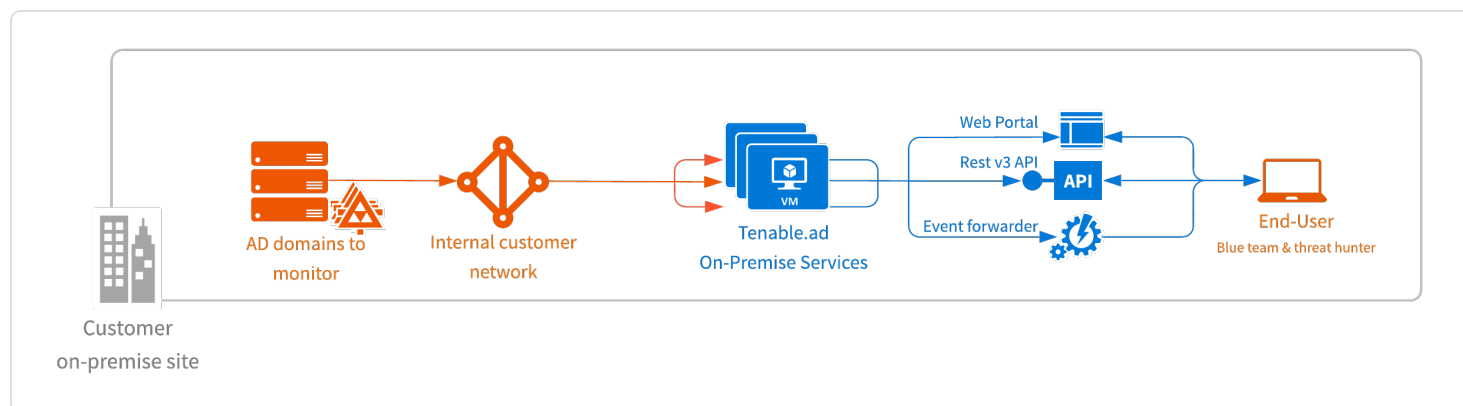 AD domains to
monitor
Internal customer
network
VM
Tenable.ad
On-Premise Services
Web Portal
Rest v3 API
API
Event forwarder
End-User
Blue team & threat hunter
Customer
on-premise site